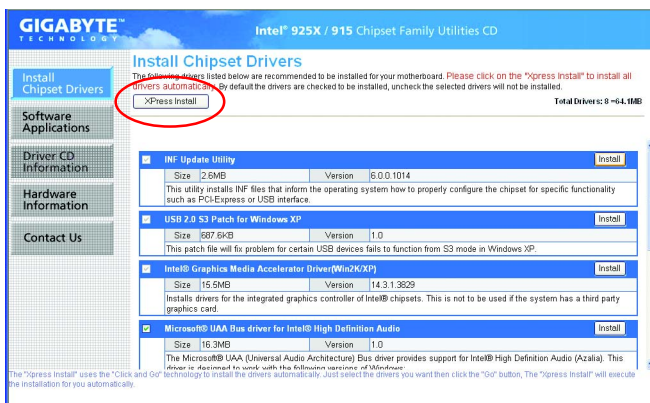 GIGABYTE™
TECHNOLOGY
Intel® 925X / 915 Chipset Family Utilities CD
Install
Chipset Drivers
Software
Applications
Driver CD
Information
Hardware
Information
Contact Us
Install Chipset Drivers
The following drivers listed below are recommended to be installed for your motherboard. Please click on the "Xpress Install" to install all
drivers automatically. By default the drivers are checked to be installed, uncheck the selected drivers will not be installed.
XPress Install
Total Drivers: 8 =64.1MB
INF Update Utility Install
Size 2.6MB Version 6.0.0.1014
This utility installs INF files that inform the operating system how to properly configure the chipset for specific functionality
such as PCI-Express or USB interface.
USB 2.0 S3 Patch for Windows XP Install
Size 687.6KB Version 1.0
This patch file will fix problem for certain USB devices fails to function from S3 mode in Windows XP.
Intel® Graphics Media Accelerator Driver(Win2K/XP) Install
Size 15.5MB Version 14.3.1.3829
Installs drivers for the integrated graphics controller of Intel® chipsets. This is not to be used if the system has a third party
graphics card.
Microsoft® UAA Bus driver for Intel® High Definition Audio Install
Size 16.3MB Version 1.0
The Microsoft® UAA (Universal Audio Architecture) Bus driver provides support for Intel® High Definition Audio (Azalia). This
driver is designed to work with the following versions of Windows:
The "Xpress Install" uses the "Click and Go" technology to install the drivers automatically. Just select the drivers you want then click the "Go" button, The "Xpress Install" will execute
the installation for you automatically.